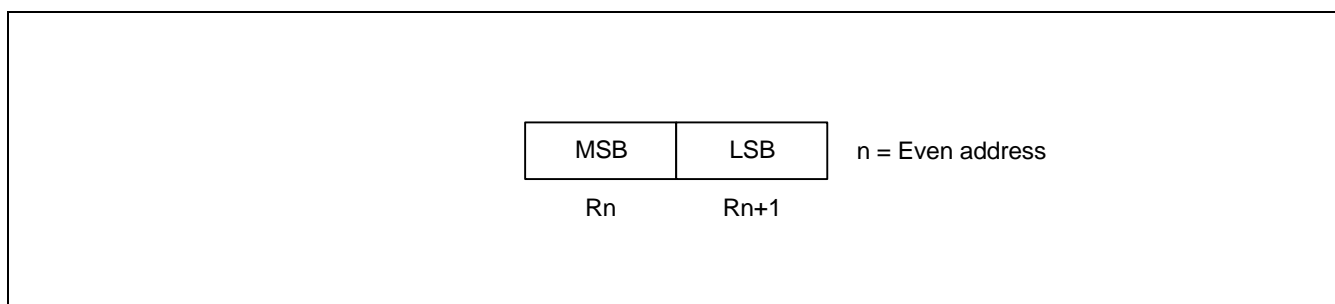 MSB LSB n = Even address
Rn Rn+1